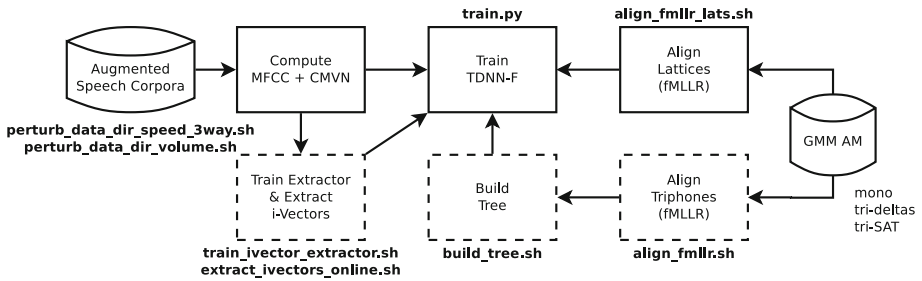 train.py
align_fmllr_lats.sh
Augmented
Speech Corpora
Compute
MFCC + CMVN
Train
TDNN-F
Align
Lattices
(fMLLR)
perturb_data_dir_speed_3way.sh
perturb_data_dir_volume.sh
GMM AM
Train Extractor
& Extract
i-Vectors
Build
Tree
Align
Triphones
(fMLLR)
mono
tri-deltas
tri-SAT
train_ivector_extractor.sh
extract_ivectors_online.sh
build_tree.sh
align_fmllr.sh